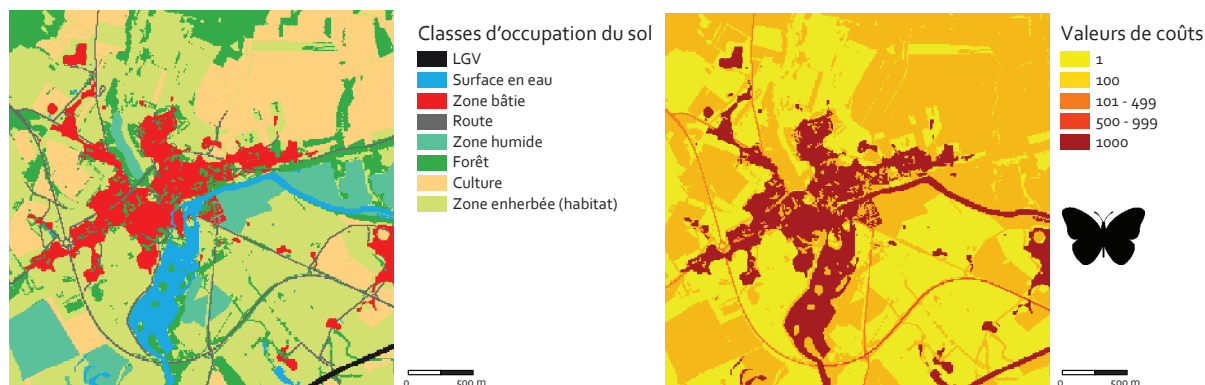 Classes d'occupation du sol
LGV
Surface en eau
Zone bâtie
Route
Zone humide
Forêt
Culture
Zone enherbée (habitat)
0 500 m
Valeurs de coûts
1
100
101 - 499
500 - 999
1000
0 500 m